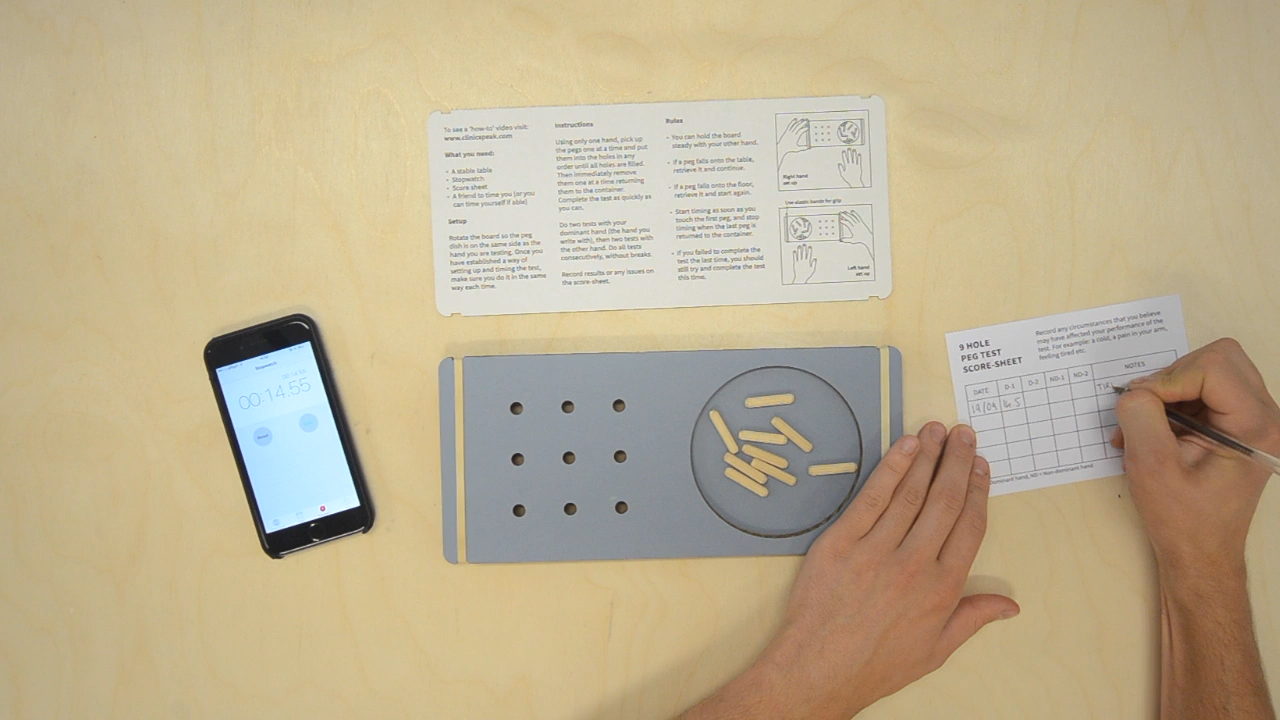 To see a 'how-to' video visit:
www.clinicspeak.com
What you need:
- A stable table
- Stopwatch
- Score sheet
- A friend to time you (or you
can time yourself if able)
Setup
Rotate the board so the peg
dish is on the same side as the
hand you are testing. Once you
have established a way of
setting up and timing the test,
make sure you do it in the same
way each time.
Instructions
Using only one hand, pick up
the pegs one at a time and put
them into the holes in any
order until all holes are filled.
Then immediately remove
them one at a time returning
them to the container.
Complete the test as quickly as
you can.
Do two tests with your
dominant hand (the hand you
write with), then two tests with
the other hand. Do all tests
consecutively, without breaks.
Record results or any issues on
the score-sheet.
Rules
- You can hold the board
steady with your other hand.
- If a peg falls onto the table,
retrieve it and continue.
- If a peg falls onto the floor,
retrieve it and start again.
- Start timing as soon as you
touch the first peg, and stop
timing when the last peg is
returned to the container.
- If you failed to complete the
test the last time, you should
still try and complete the test
this time.
Right hand
set up
Use elastic bands for grip
Left hand
set up
Stopwatch
00:14.55
9 HOLE
PEG TEST
SCORE-SHEET
Record any circumstances that you believe
may have affected your performance of the
test. For example: a cold, a pain in your arm,
feeling tired etc.
DATE D-1 D-2 ND-1 ND-2 NOTES
19/09 14.5
dominant hand, ND = Non-dominant hand